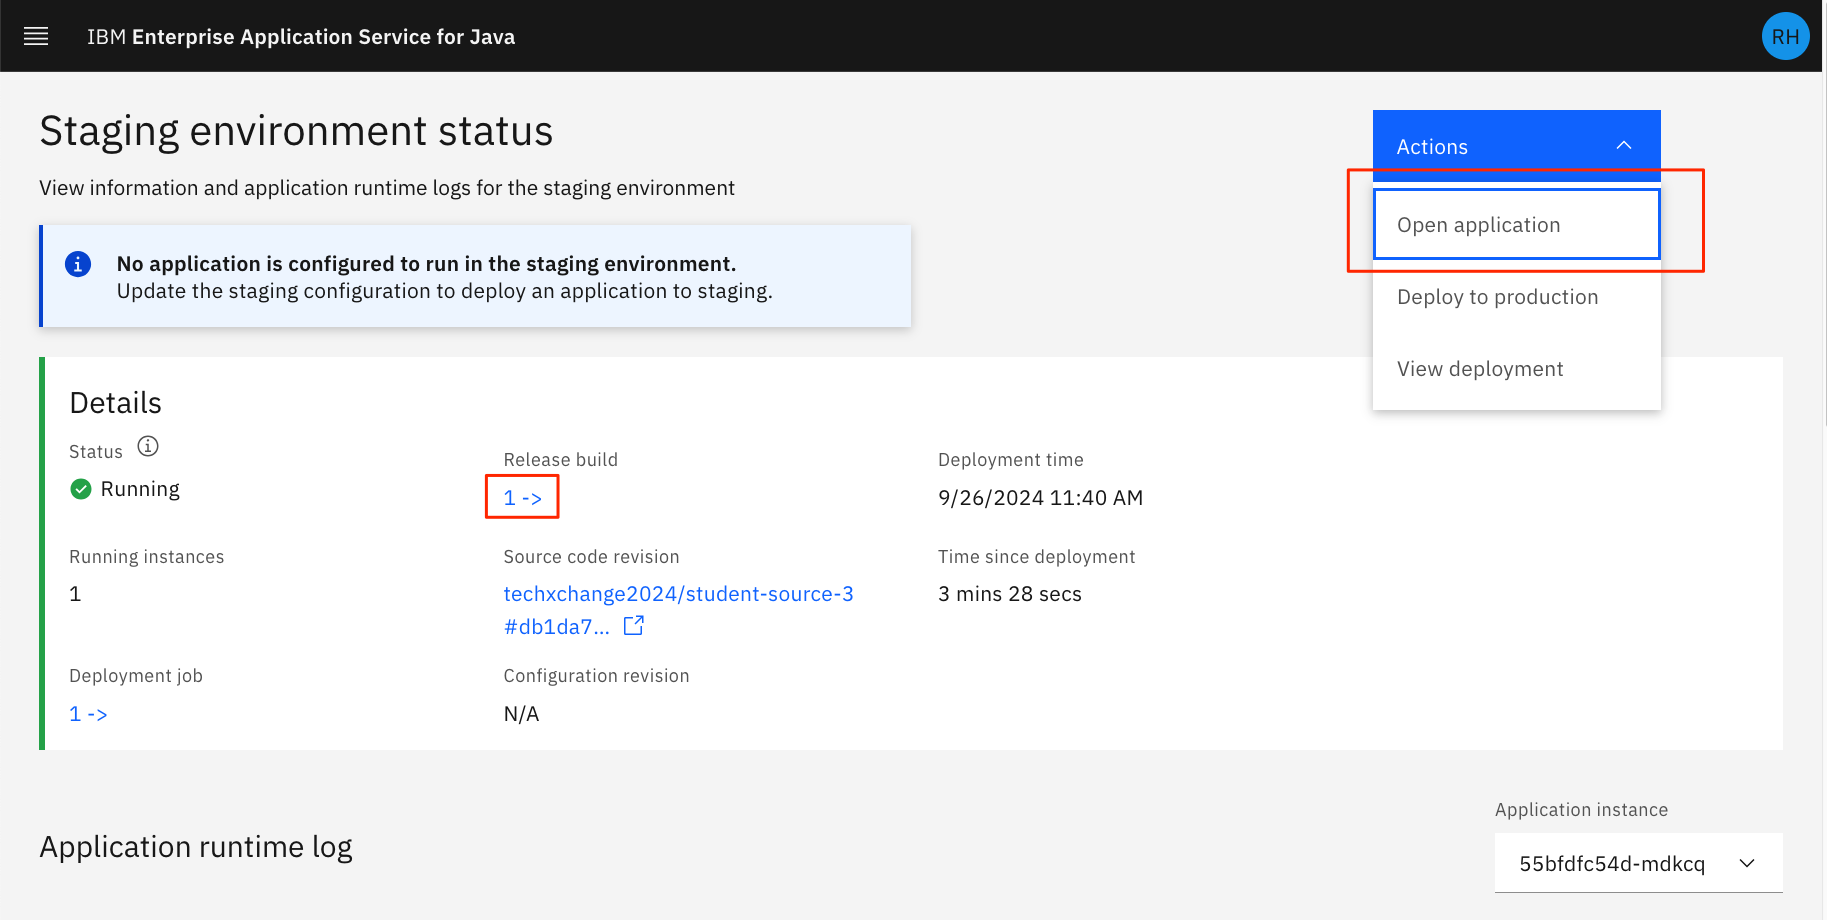 IBM Enterprise Application Service for Java
RH
Staging environment status
View information and application runtime logs for the staging environment
Actions
Open application
Deploy to production
View deployment
No application is configured to run in the staging environment.
Update the staging configuration to deploy an application to staging.
Details
Status
Running
Release build
1 ->
Deployment time
9/26/2024 11:40 AM
Running instances
1
Source code revision
techxchange2024/student-source-3
#db1da7...
Time since deployment
3 mins 28 secs
Deployment job
1 ->
Configuration revision
N/A
Application runtime log
Application instance
55bfdfc54d-mdkcq